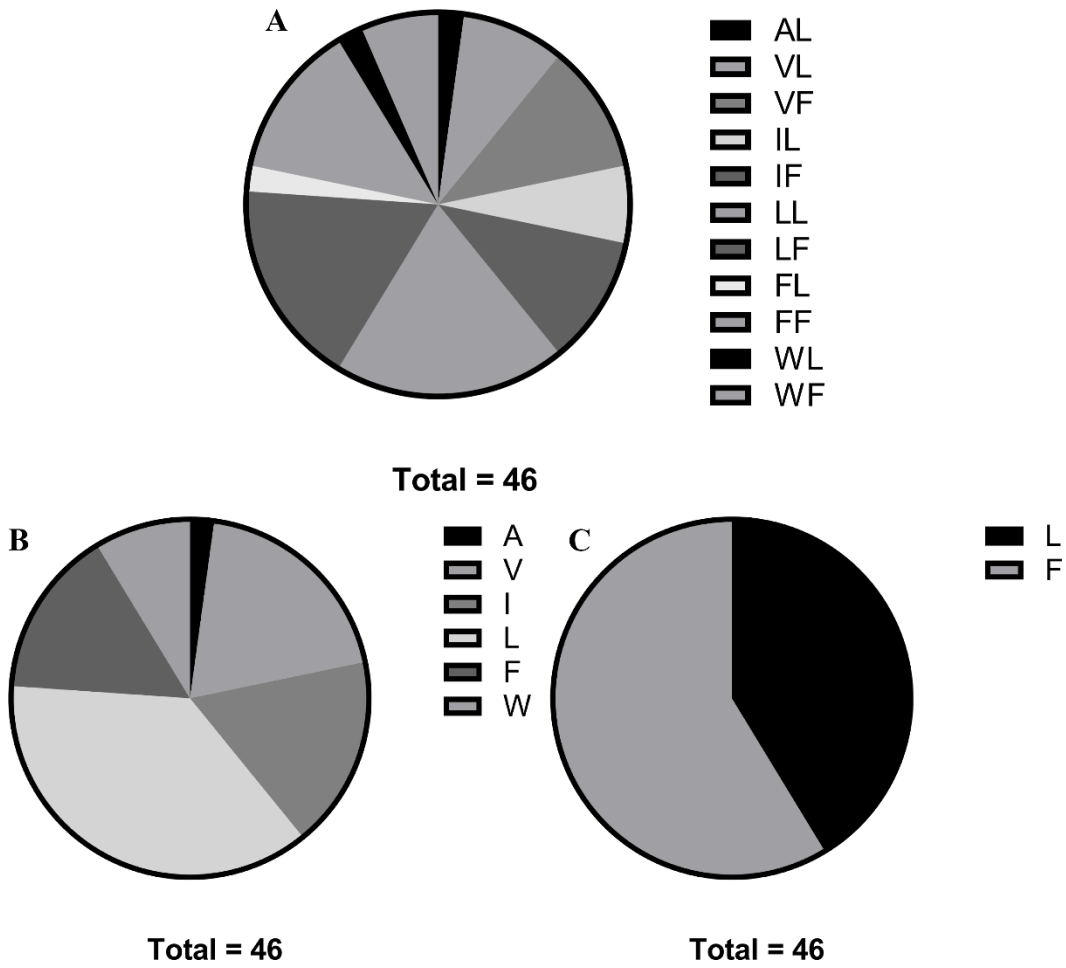 A
AL
VL
VF
IL
IF
LL
LF
FL
FF
WL
WF
Total = 46
B
A
V
I
L
F
W
Total = 46
C
L
F
Total = 46